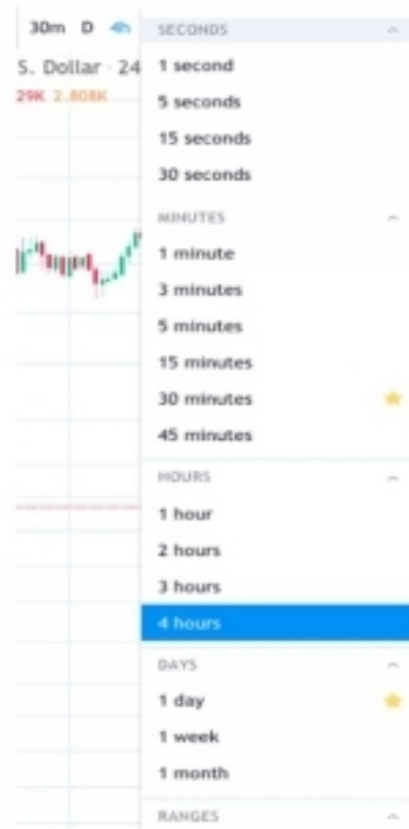 30m D 4h
S. Dollar · 24
29K 2.808K
SECONDS
1 second
5 seconds
15 seconds
30 seconds
MINUTES
1 minute
3 minutes
5 minutes
15 minutes
30 minutes
45 minutes
HOURS
1 hour
2 hours
3 hours
4 hours
DAYS
1 day
1 week
1 month
RANGES